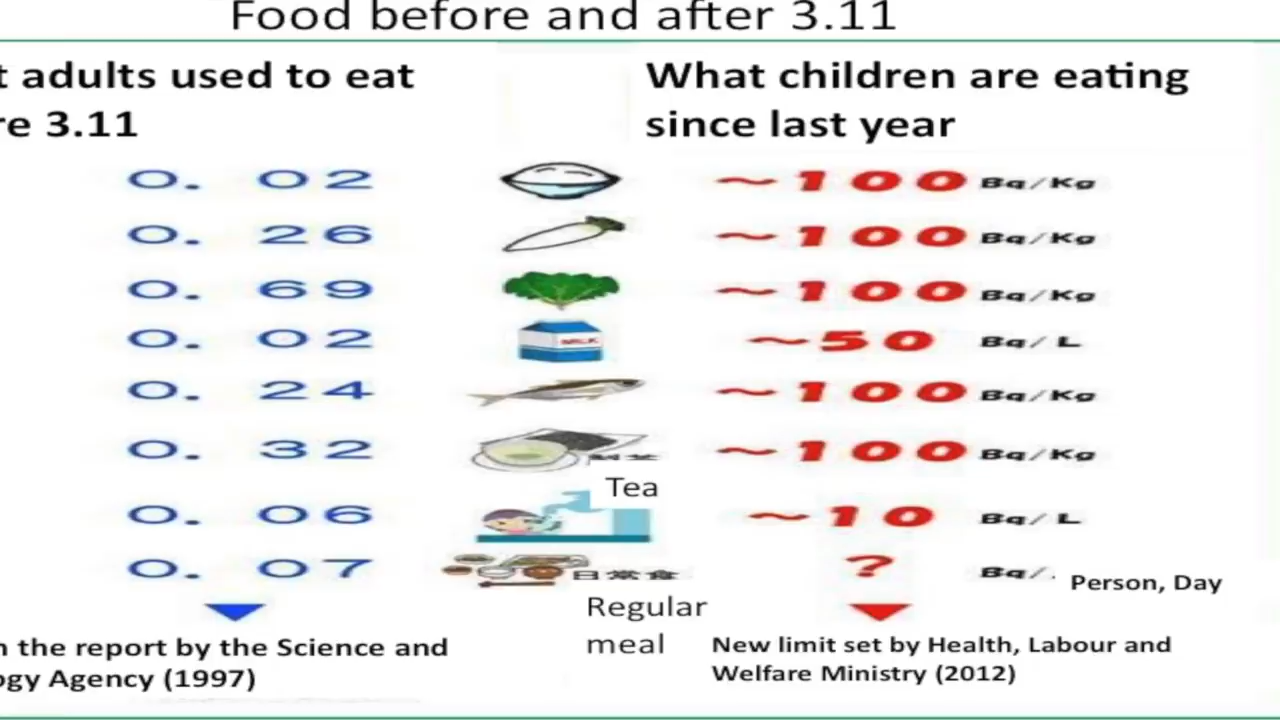 Food before and after 3.11
t adults used to eat
re 3.11
What children are eating
since last year
0. 02 ~100 Bq/Kg
0. 26 ~100 Bq/Kg
0. 69 ~100 Bq/Kg
0. 02 MILK ~50 Bq/L
0. 24 ~100 Bq/Kg
0. 32 ~100 Bq/Kg
Tea
0. 06 ~10 Bq/L
0. 07 日常食 ? Bq/. Person, Day
Regular
meal
n the report by the Science and
ogy Agency (1997)
New limit set by Health, Labour and
Welfare Ministry (2012)